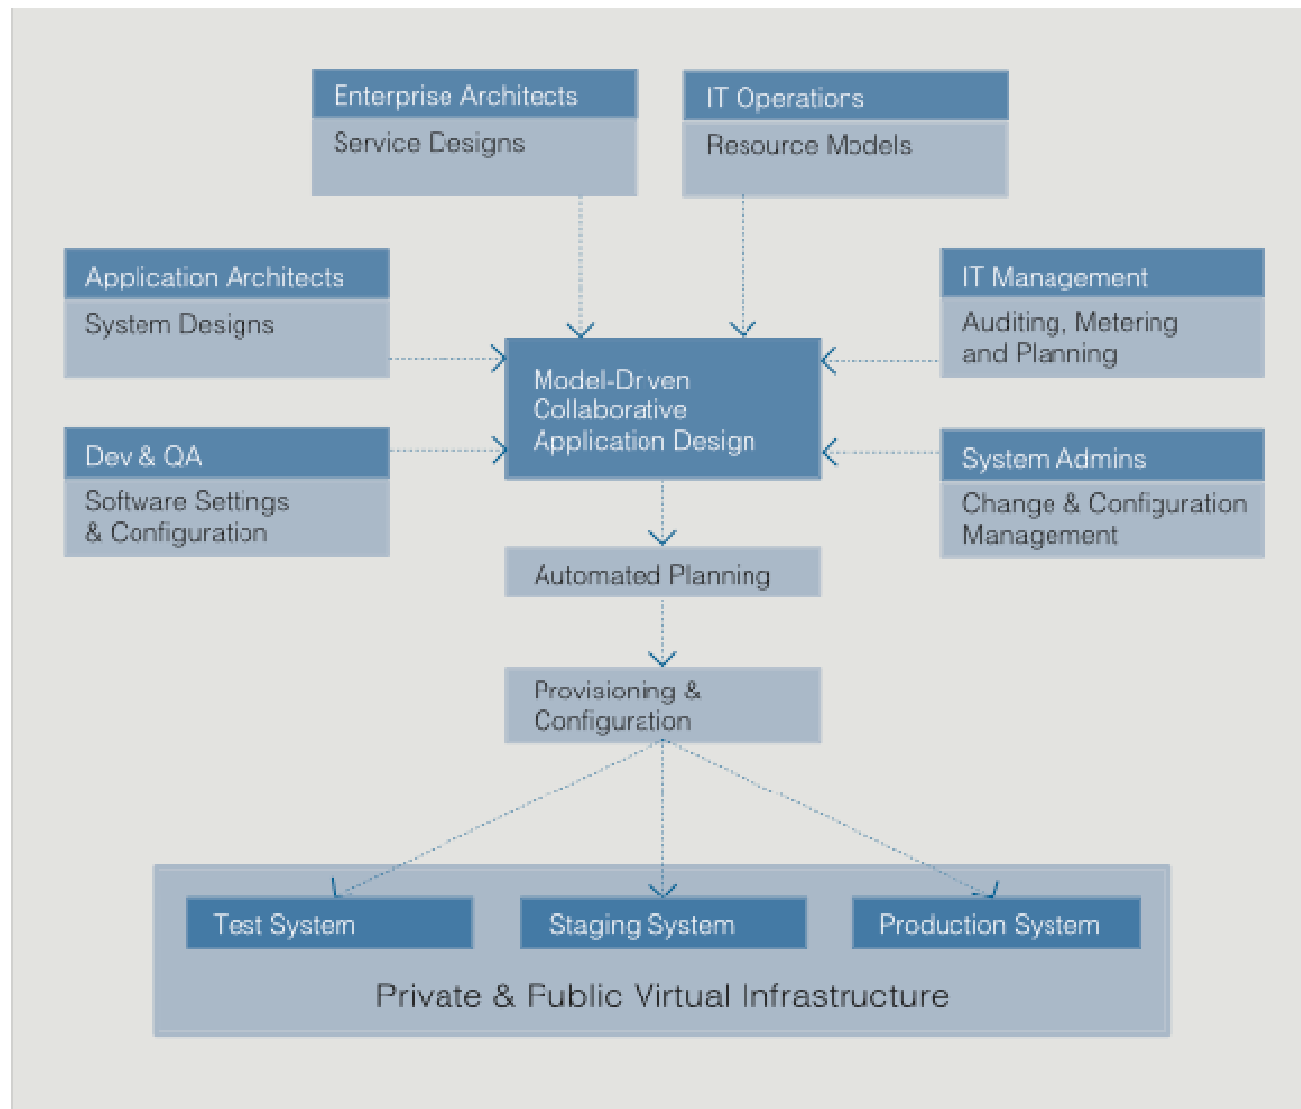 Enterprise Architects
Service Designs
IT Operations
Resource Models
Application Architects
System Designs
IT Management
Auditing, Metering
and Planning
Model-Driven
Collaborative
Application Design
Dev & QA
Software Settings
& Configuration
System Admins
Change & Configuration
Management
Automated Planning
Provisioning &
Configuration
Test System
Staging System
Production System
Private & Public Virtual Infrastructure